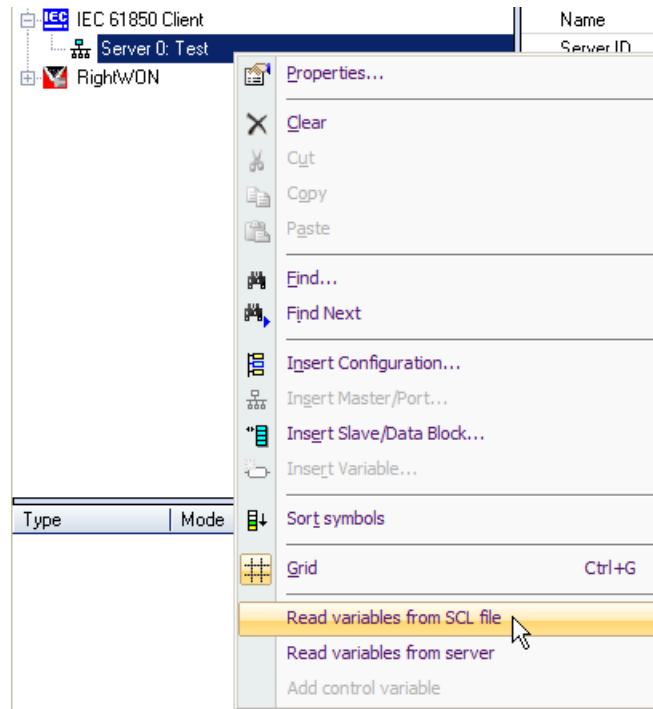 IEC IEC 61850 Client
Name
Server 0: Test
Server ID
RightWON
Properties...
Clear
Cut
Copy
Paste
Find...
Find Next
Insert Configuration...
Insert Master/Port...
Insert Slave/Data Block...
Insert Variable...
Type Mode
Sort symbols
Grid Ctrl+G
Read variables from SCL file
Read variables from server
Add control variable